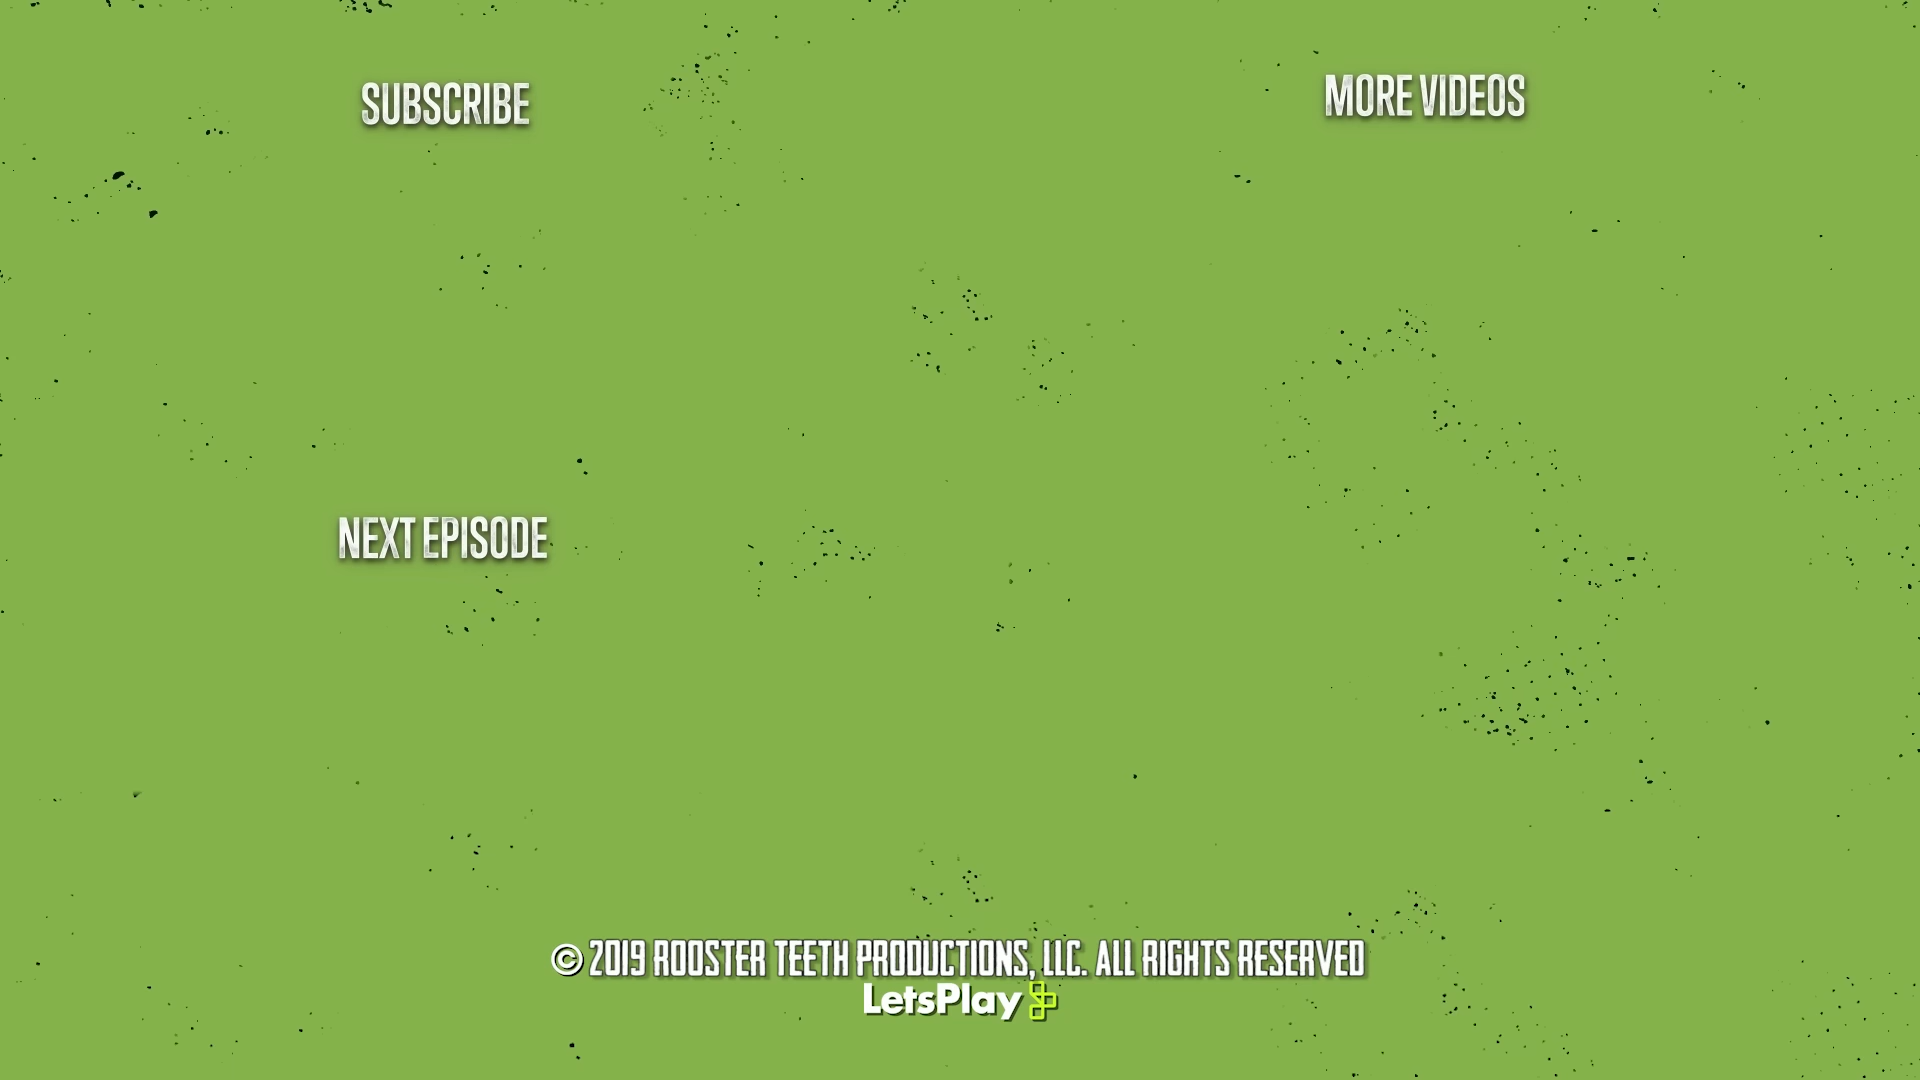 SUBSCRIBE
MORE VIDEOS
NEXT EPISODE
© 2019 ROOSTER TEETH PRODUCTIONS, LLC. ALL RIGHTS RESERVED
LetsPlay